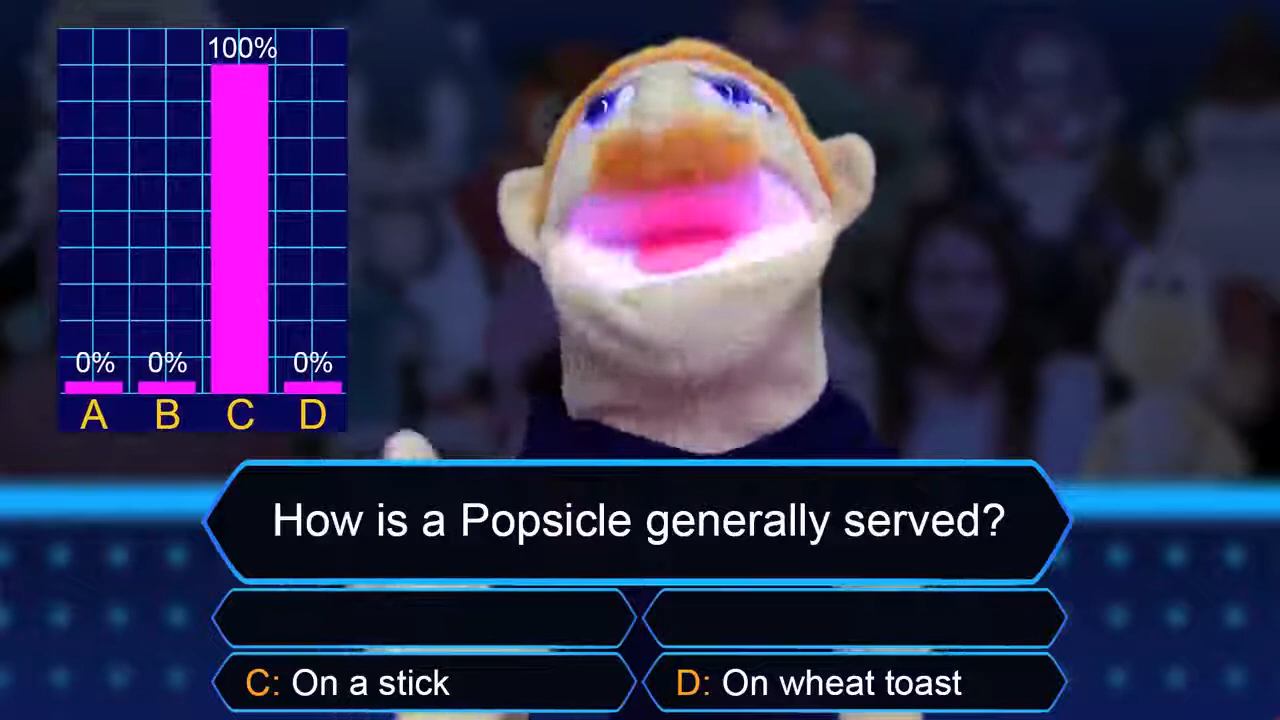 100%
0% 0% 0%
A B C D
How is a Popsicle generally served?
C: On a stick D: On wheat toast